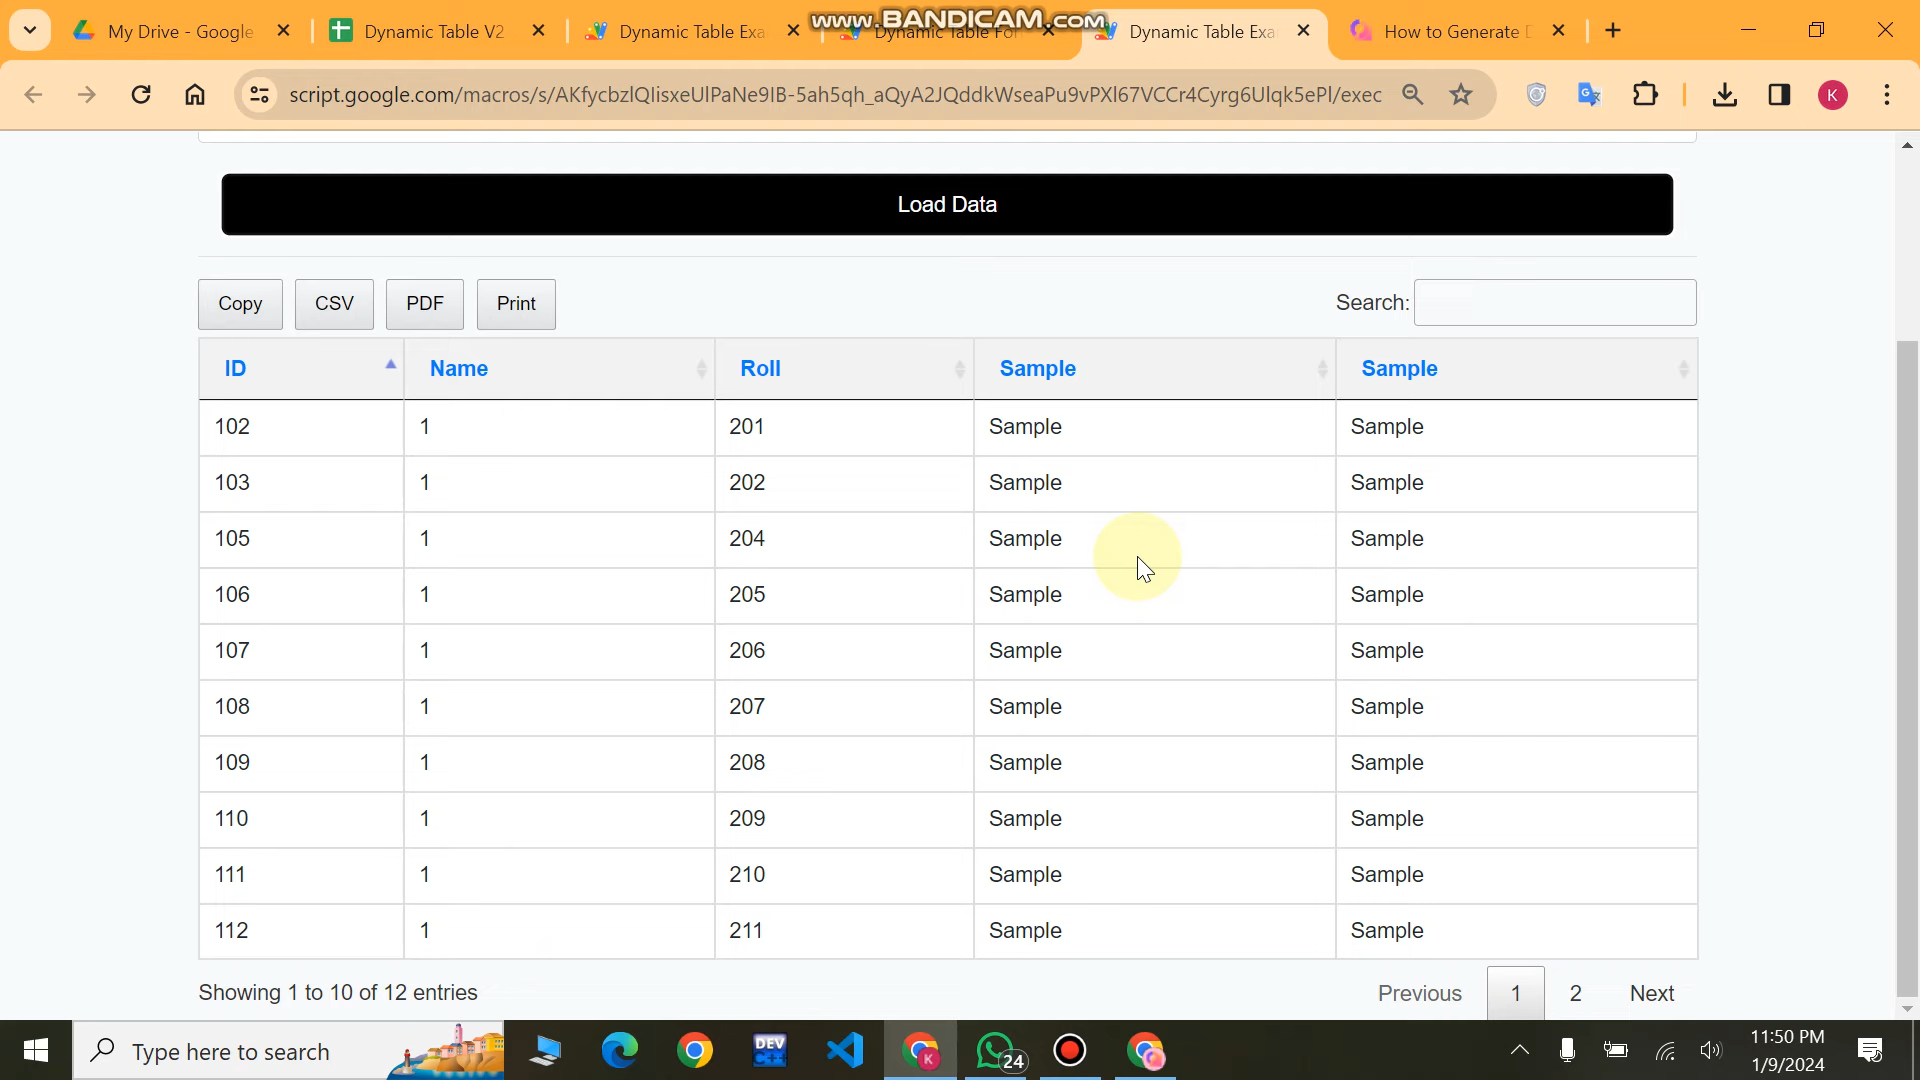 www.BANDICAM.com
My Drive - Google
Dynamic Table V2
Dynamic Table Exa
Dynamic Table For
Dynamic Table Exa
How to Generate D
script.google.com/macros/s/AKfycbzlQIisxeUlPaNe9IB-5ah5qh_aQyA2JQddkWseaPu9vPXl67VCCr4Cyrg6Ulqk5ePl/exec
K
Load Data
Copy CSV PDF Print Search:
ID Name Roll Sample Sample
102 1 201 Sample Sample
103 1 202 Sample Sample
105 1 204 Sample Sample
106 1 205 Sample Sample
107 1 206 Sample Sample
108 1 207 Sample Sample
109 1 208 Sample Sample
110 1 209 Sample Sample
111 1 210 Sample Sample
112 1 211 Sample Sample
Showing 1 to 10 of 12 entries Previous 1 2 Next
Type here to search
DEV C++
K
24
11:50 PM
1/9/2024